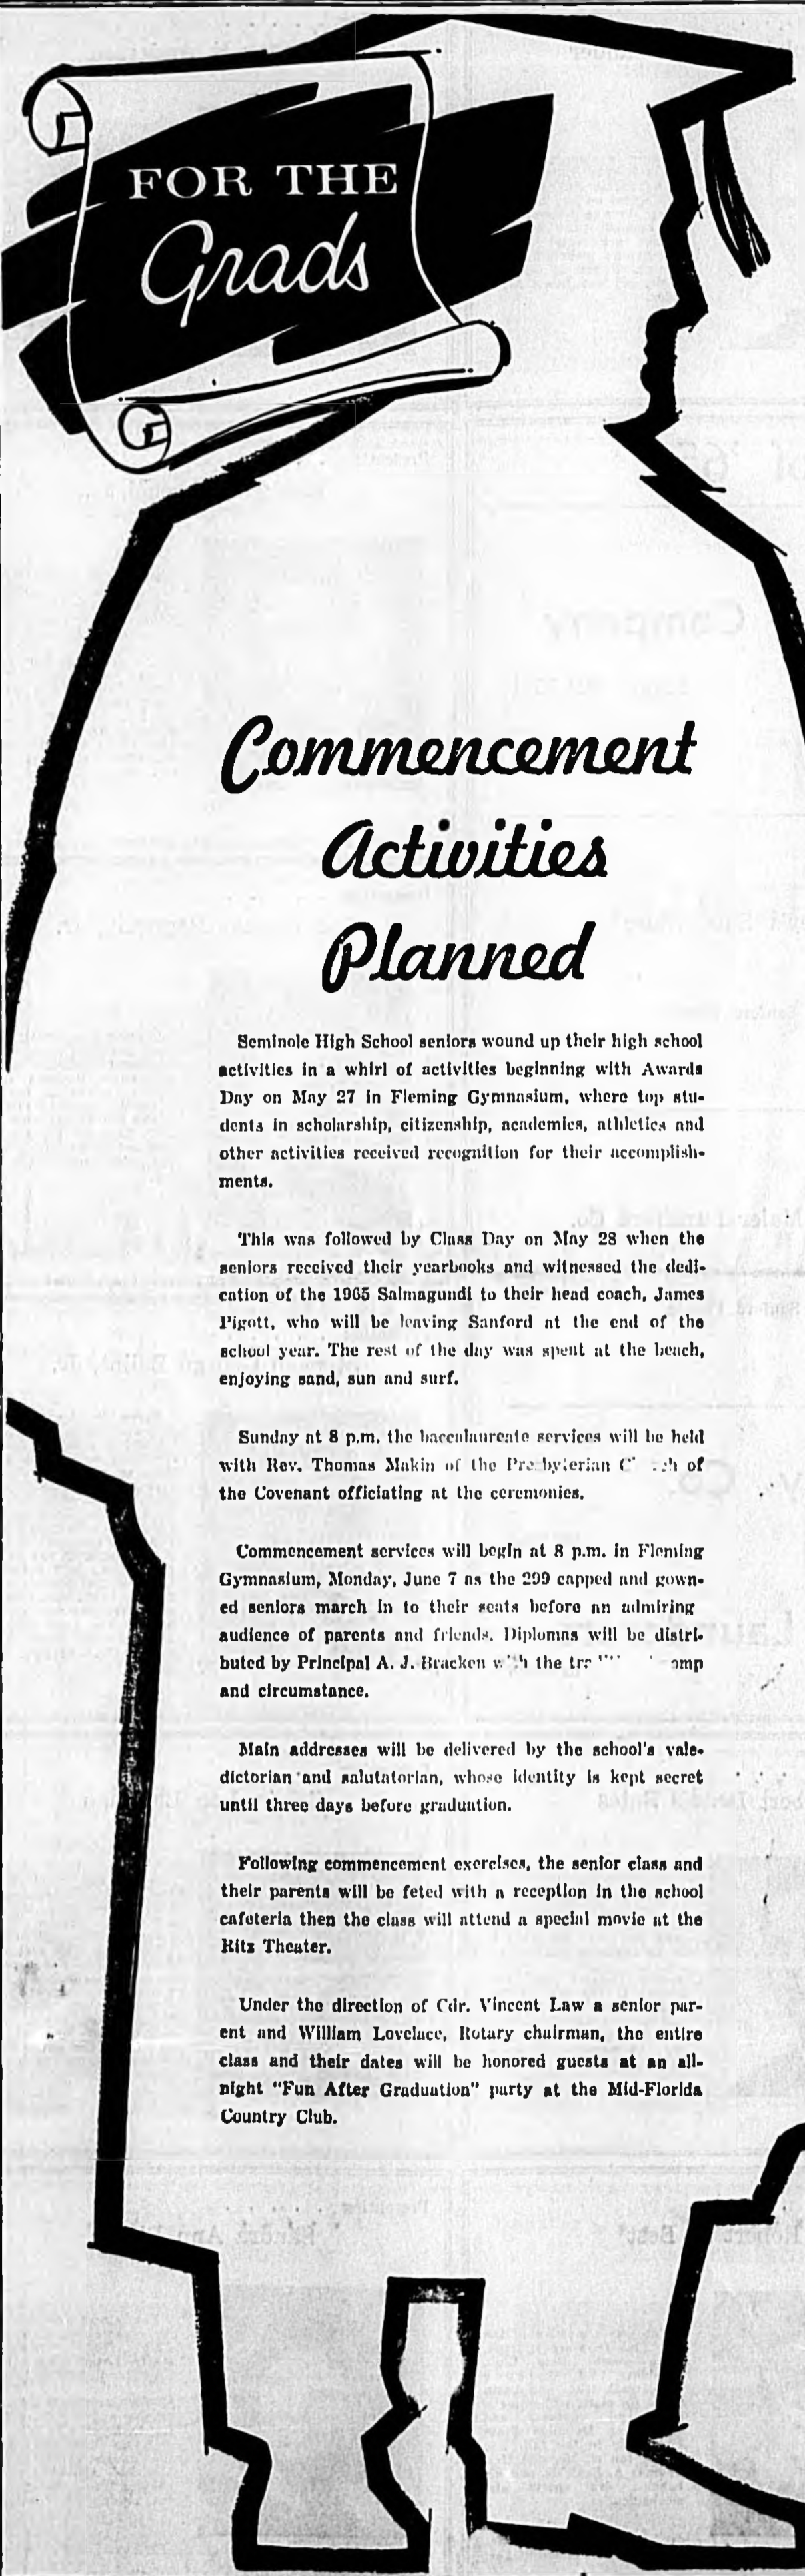 FOR THE
Grads
Commencement
Activities
Planned
Seminole High School seniors wound up their high school
activities in a whirl of activities beginning with Awards
Day on May 27 in Fleming Gymnasium, where top stu-
dents in scholarship, citizenship, academics, athletics and
other activities received recognition for their accomplish-
ments.
This was followed by Class Day on May 28 when the
seniors received their yearbooks and witnessed the dedi-
cation of the 1965 Salmagundi to their head coach, James
Pigott, who will be leaving Sanford at the end of the
school year. The rest of the day was spent at the beach,
enjoying sand, sun and surf.
Sunday at 8 p.m. the baccalaureate services will be held
with Rev. Thomas Makin of the Presbyterian of
the Covenant officiating at the ceremonies.
Commencement services will begin at 8 p.m. in Fleming
Gymnasium, Monday, June 7 as the 299 capped and gown-
ed seniors march in to their seats before an admiring
audience of parents and friends. Diplomas will be distri-
buted by Principal A. J. Bracken with the
and circumstance.
Main addresses will be delivered by the school's vale-
dictorian and salutatorian, whose identity is kept secret
until three days before graduation.
Following commencement exercises, the senior class and
their parents will be feted with a reception in the school
cafeteria then the class will attend a special movie at the
Ritz Theater.
Under the direction of Cdr. Vincent Law a senior par-
ent and William Lovelace, Rotary chairman, the entire
class and their dates will be honored guests at an all-
night "Fun After Graduation" party at the Mid-Florida
Country Club.